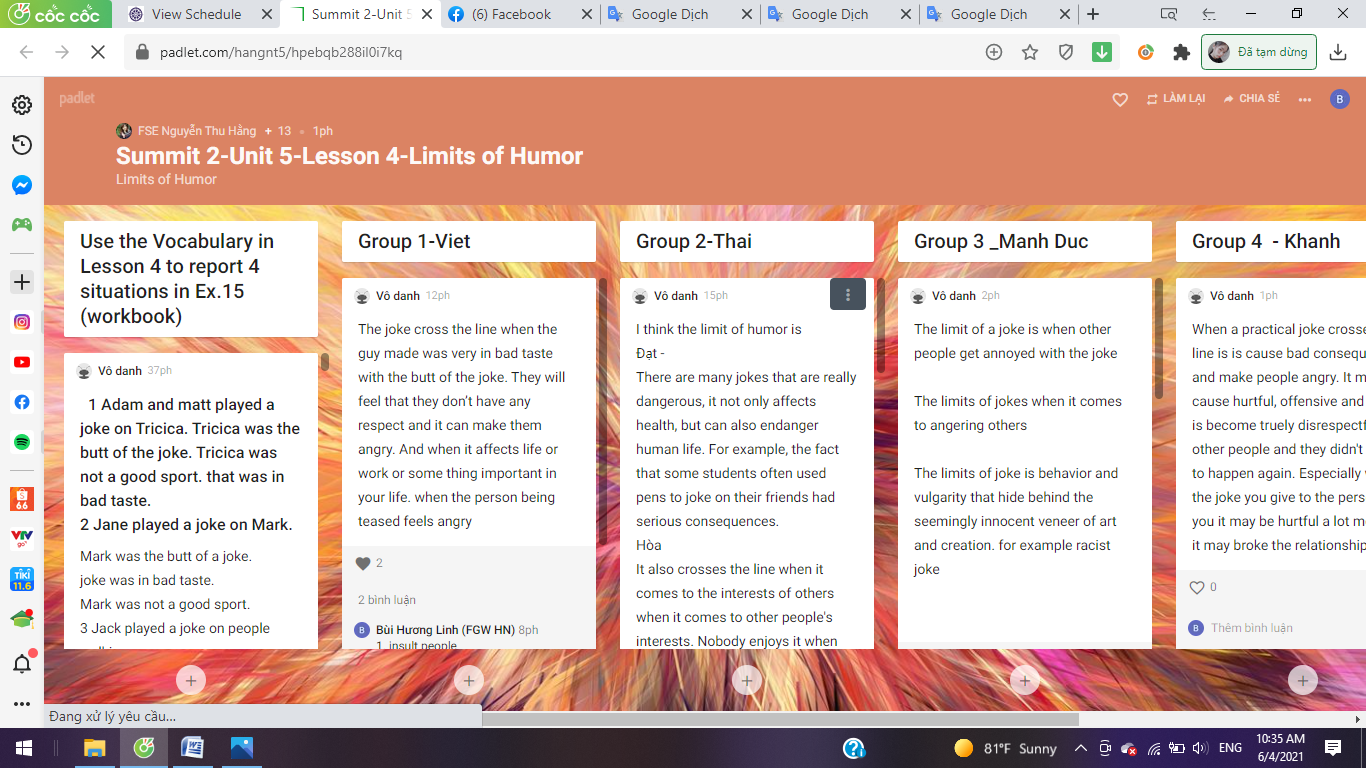 cốc cốc
View Schedule
Summit 2-Unit 5
(6) Facebook
Google Dịch
Google Dịch
Google Dịch
padlet.com/hangnt5/hpebqb288il0i7kq
Đã tạm dừng
padlet
LÀM LẠI
CHIA SẺ
B
FSE Nguyễn Thu Hằng + 13 • 1ph
Summit 2-Unit 5-Lesson 4-Limits of Humor
Limits of Humor
Use the Vocabulary in
Lesson 4 to report 4
situations in Ex.15
(workbook)
Vô danh 37ph
1 Adam and matt played a
joke on Tricica. Tricica was the
butt of the joke. Tricica was
not a good sport. that was in
bad taste.
2 Jane played a joke on Mark.
Mark was the butt of a joke.
joke was in bad taste.
Mark was not a good sport.
3 Jack played a joke on people
Group 1-Viet
Vô danh 12ph
The joke cross the line when the
guy made was very in bad taste
with the butt of the joke. They will
feel that they don't have any
respect and it can make them
angry. And when it affects life or
work or some thing important in
your life. when the person being
teased feels angry
2
2 bình luận
B
Bùi Hương Linh (FGW HN) 8ph
1. insult people
Group 2-Thai
Vô danh 15ph
I think the limit of humor is
Đạt -
There are many jokes that are really
dangerous, it not only affects
health, but can also endanger
human life. For example, the fact
that some students often used
pens to joke on their friends had
serious consequences.
Hòa
It also crosses the line when it
comes to the interests of others
when it comes to other people's
interests. Nobody enjoys it when
Group 3 _Manh Duc
Vô danh 2ph
The limit of a joke is when other
people get annoyed with the joke
The limits of jokes when it comes
to angering others
The limits of joke is behavior and
vulgarity that hide behind the
seemingly innocent veneer of art
and creation. for example racist
joke
Group 4 - Khanh
Vô danh 1ph
When a practical joke crosse
line is is cause bad consequ
and make people angry. It m
cause hurtful, offensive and
is become truely disrespectf
other people and they didn't
to happen again. Especially
the joke you give to the pers
you it may be hurtful a lot m
it may broke the relationship
0
B
Thêm bình luận
66
VTV
go
TIKI
11.6
Đang xử lý yêu cầu...
81°F Sunny
ENG
10:35 AM
6/4/2021